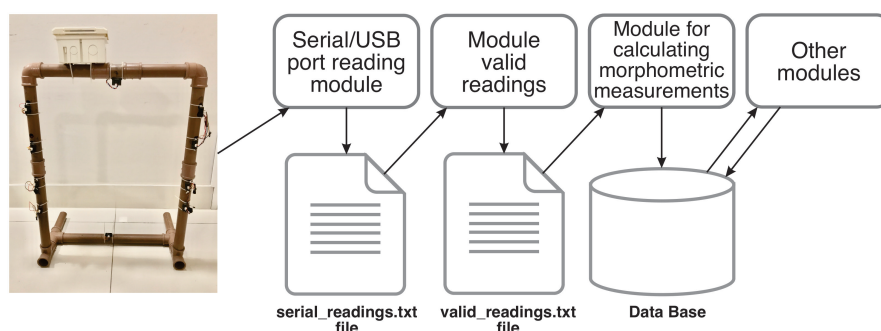 Serial/USB
port reading
module
Module
valid
readings
Module for
calculating
morphometric
measurements
Other
modules
serial_readings.txt
file
valid_readings.txt
file
Data Base